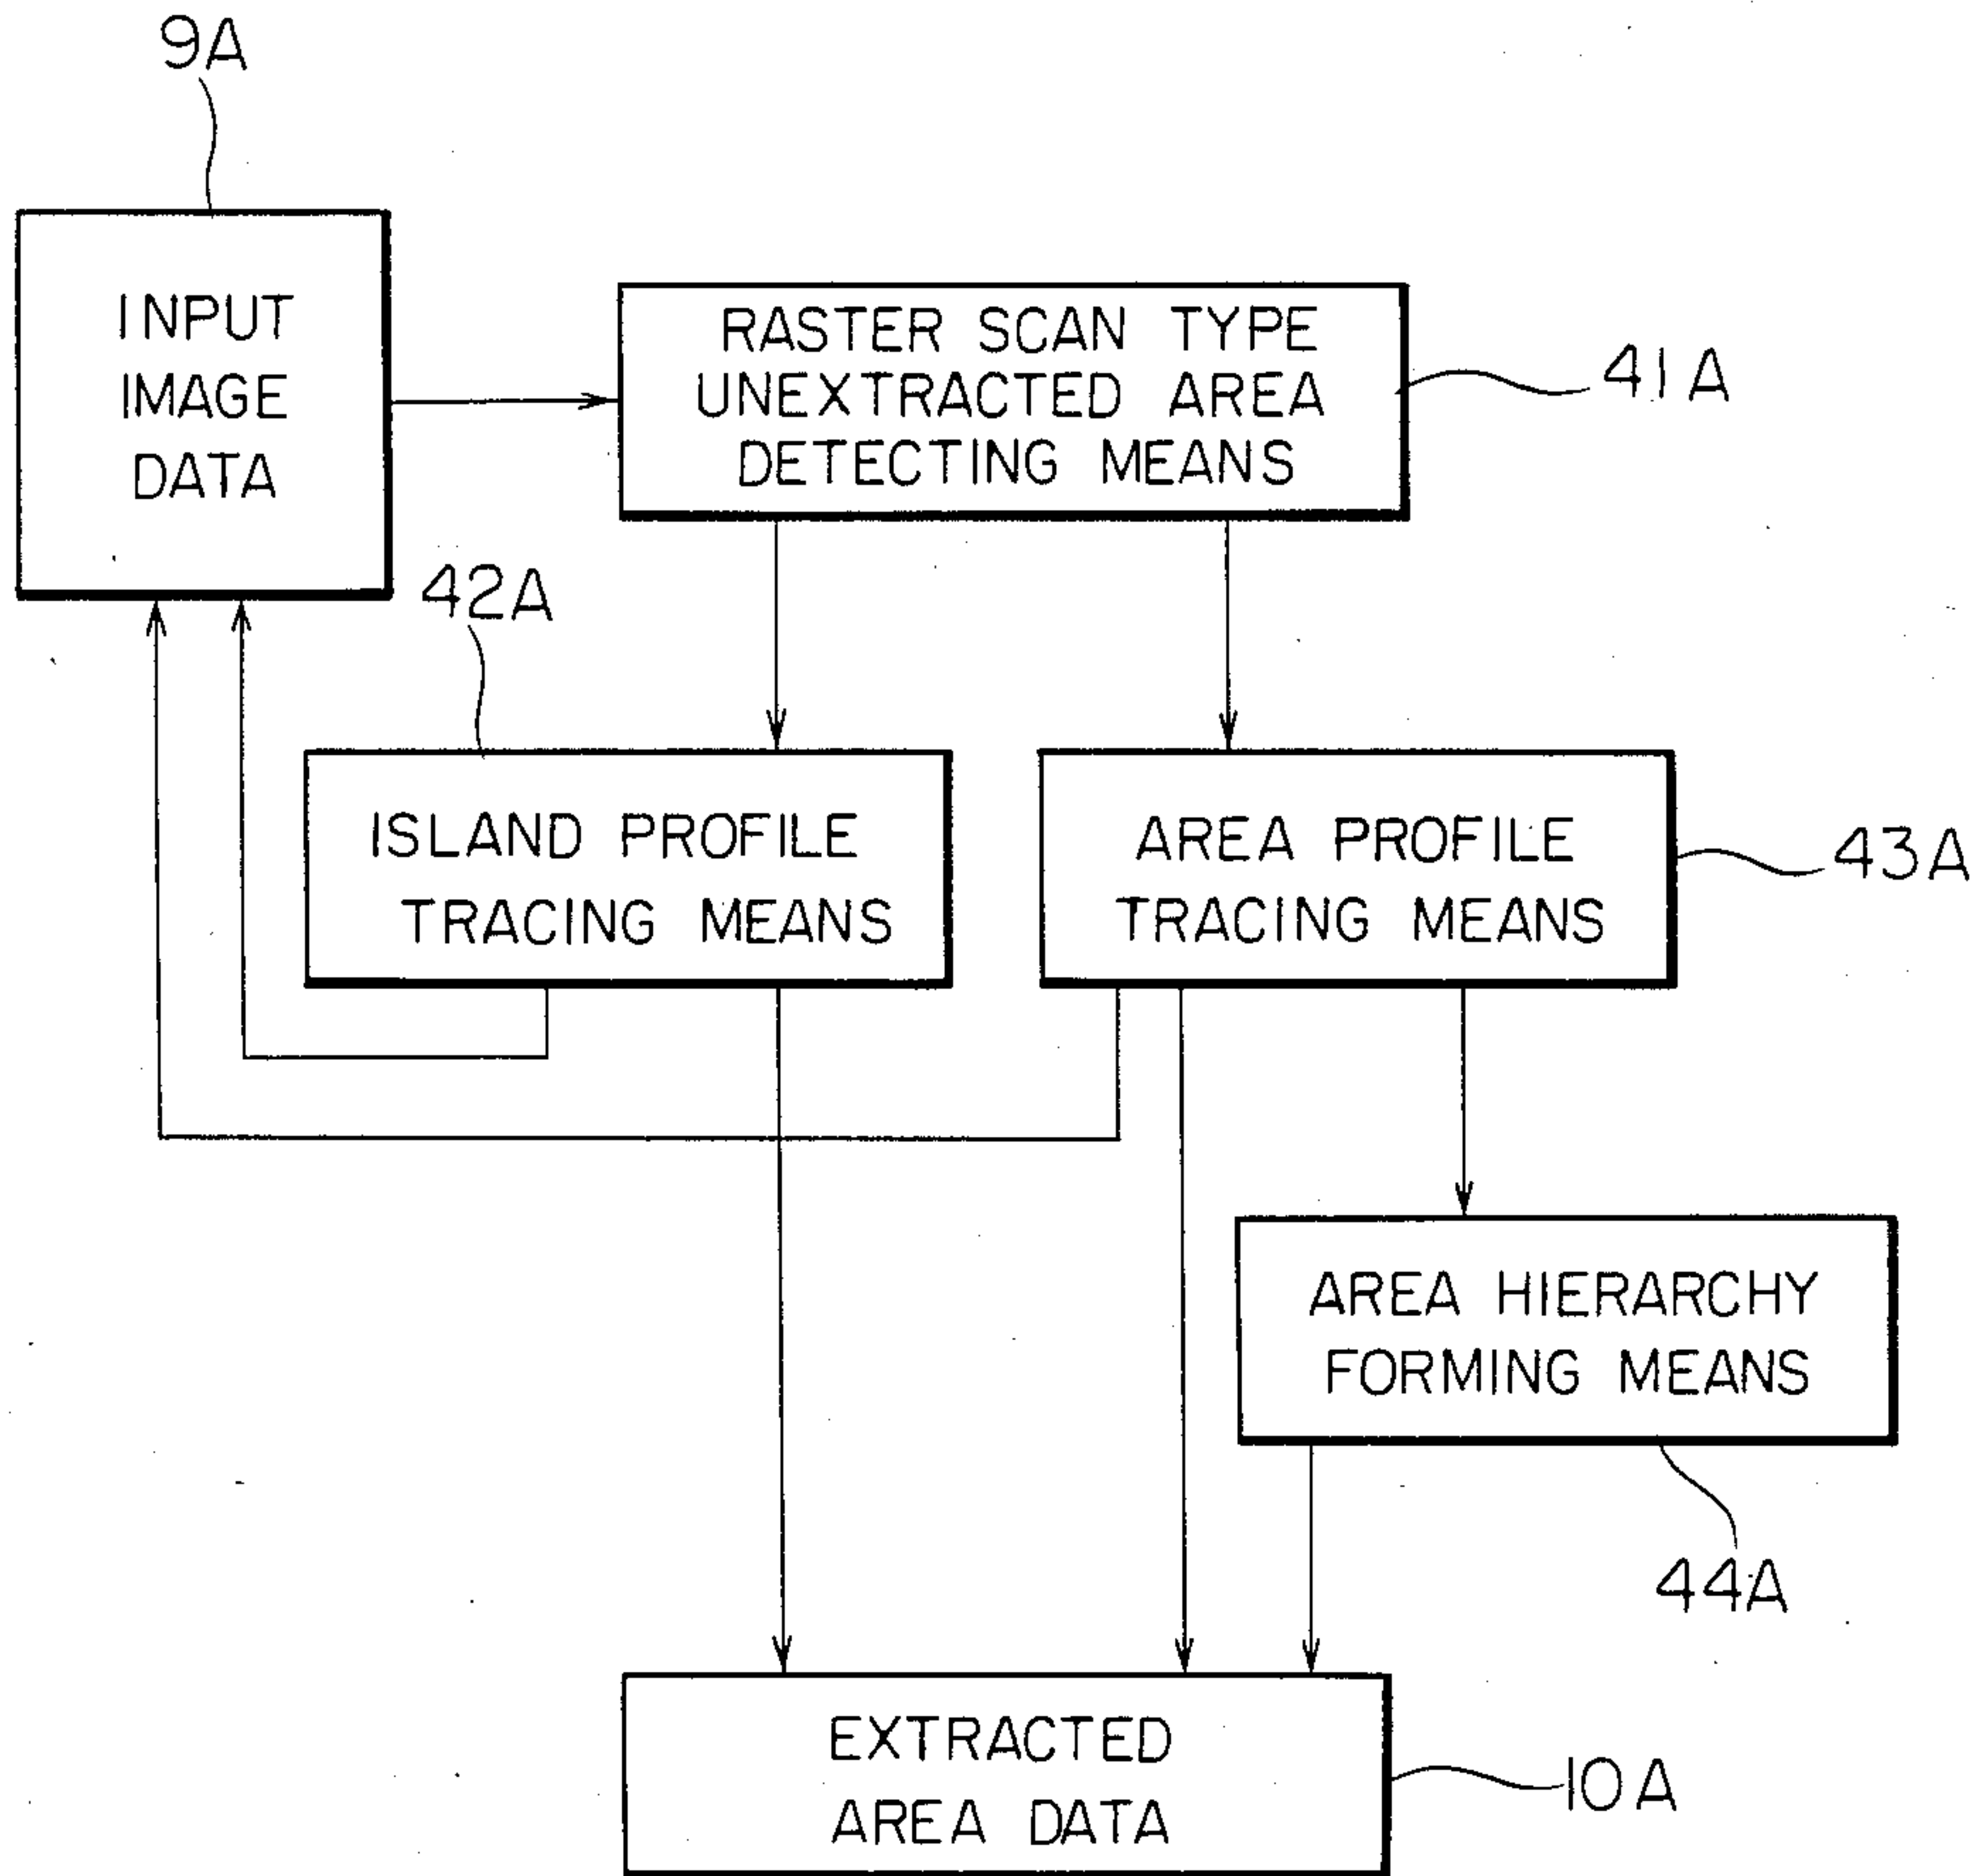 9A
INPUT
IMAGE
DATA
RASTER SCAN TYPE
UNEXTRACTED AREA
DETECTING MEANS
41A
42A
ISLAND PROFILE
TRACING MEANS
AREA PROFILE
TRACING MEANS
43A
AREA HIERARCHY
FORMING MEANS
44A
EXTRACTED
AREA DATA
10A